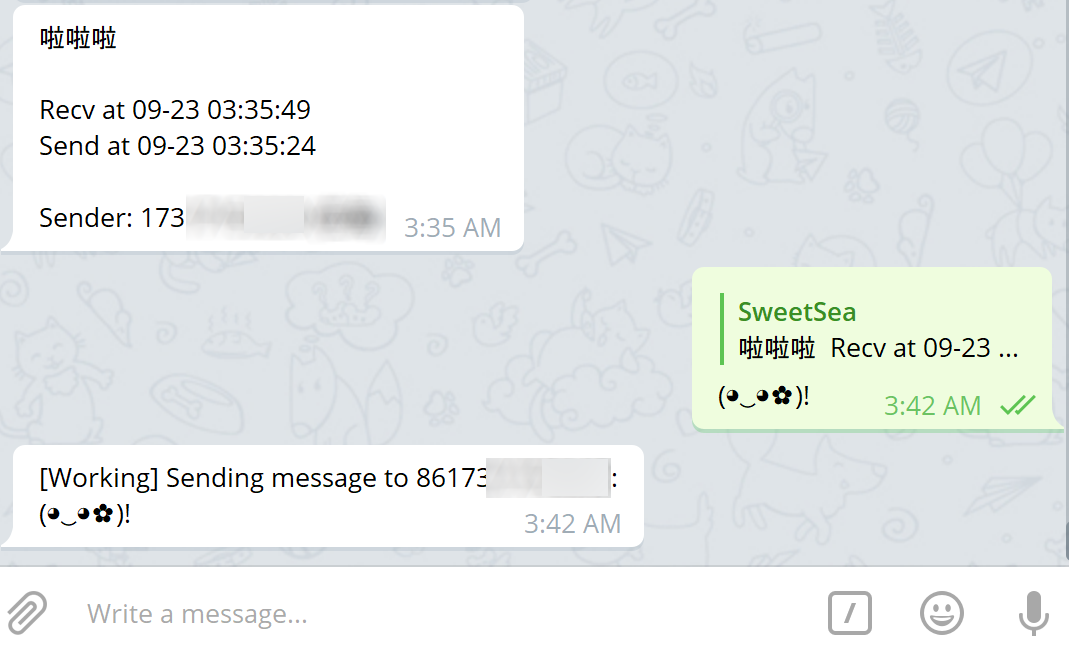 啦啦啦
Recv at 09-23 03:35:49
Send at 09-23 03:35:24
Sender: 173
3:35 AM
SweetSea
啦啦啦 Recv at 09-23 ...
(◕‿◕✿)!
3:42 AM
[Working] Sending message to 86173 :
(◕‿◕✿)!
3:42 AM
Write a message...